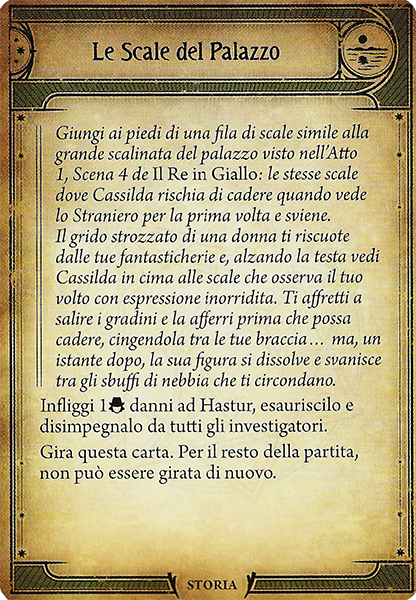 Le Scale del Palazzo
Giungi ai piedi di una fila di scale simile alla
grande scalinata del palazzo visto nell'Atto
1, Scena 4 de Il Re in Giallo: le stesse scale
dove Cassilda rischia di cadere quando vede
lo Straniero per la prima volta e sviene.
Il grido strozzato di una donna ti riscuote
dalle tue fantasticherie e, alzando la testa vedi
Cassilda in cima alle scale che osserva il tuo
volto con espressione inorridita. Ti affretti a
salire i gradini e la afferri prima che possa
cadere, cingendola tra le tue braccia… ma, un
istante dopo, la sua figura si dissolve e svanisce
tra gli sbuffi di nebbia che ti circondano.
Infliggi 1 danni ad Hastur, esauriscilo e
disimpegnalo da tutti gli investigatori.
Gira questa carta. Per il resto della partita,
non può essere girata di nuovo.
STORIA